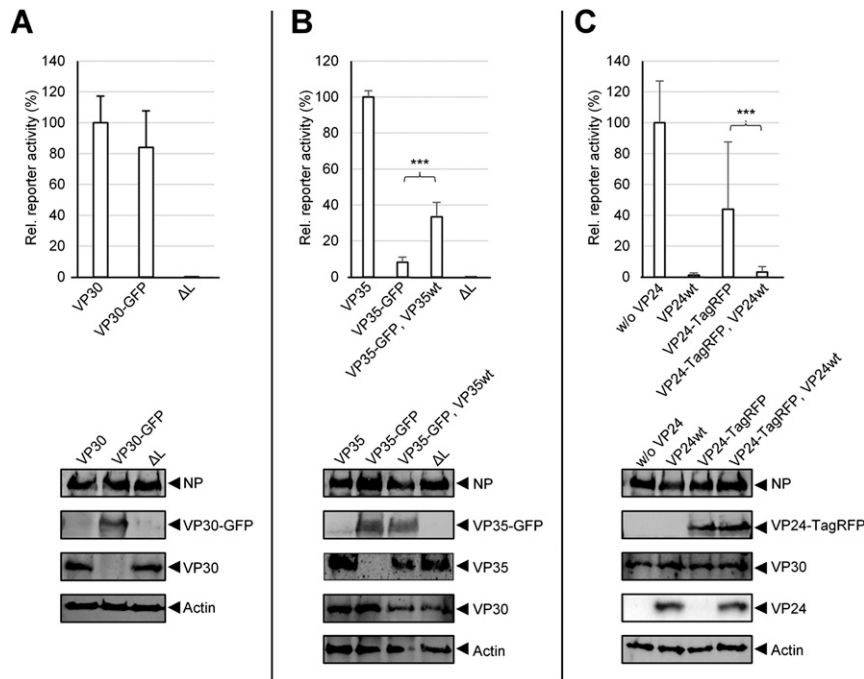 A
Rel. reporter activity (%)
140
120
100
80
60
40
20
0
VP30
VP30-GFP
ΔL
VP30
VP30-GFP
ΔL
NP
VP30-GFP
VP30
Actin
B
Rel. reporter activity (%)
120
100
80
60
40
20
0
***
VP35
VP35-GFP
VP35-GFP, VP35wt
ΔL
VP35
VP35-GFP
VP35-GFP, VP35wt
ΔL
NP
VP35-GFP
VP35
VP30
Actin
C
Rel. reporter activity (%)
140
120
100
80
60
40
20
0
***
w/o VP24
VP24wt
VP24-TagRFP
VP24-TagRFP, VP24wt
w/o VP24
VP24wt
VP24-TagRFP
VP24-TagRFP, VP24wt
NP
VP24-TagRFP
VP30
VP24
Actin